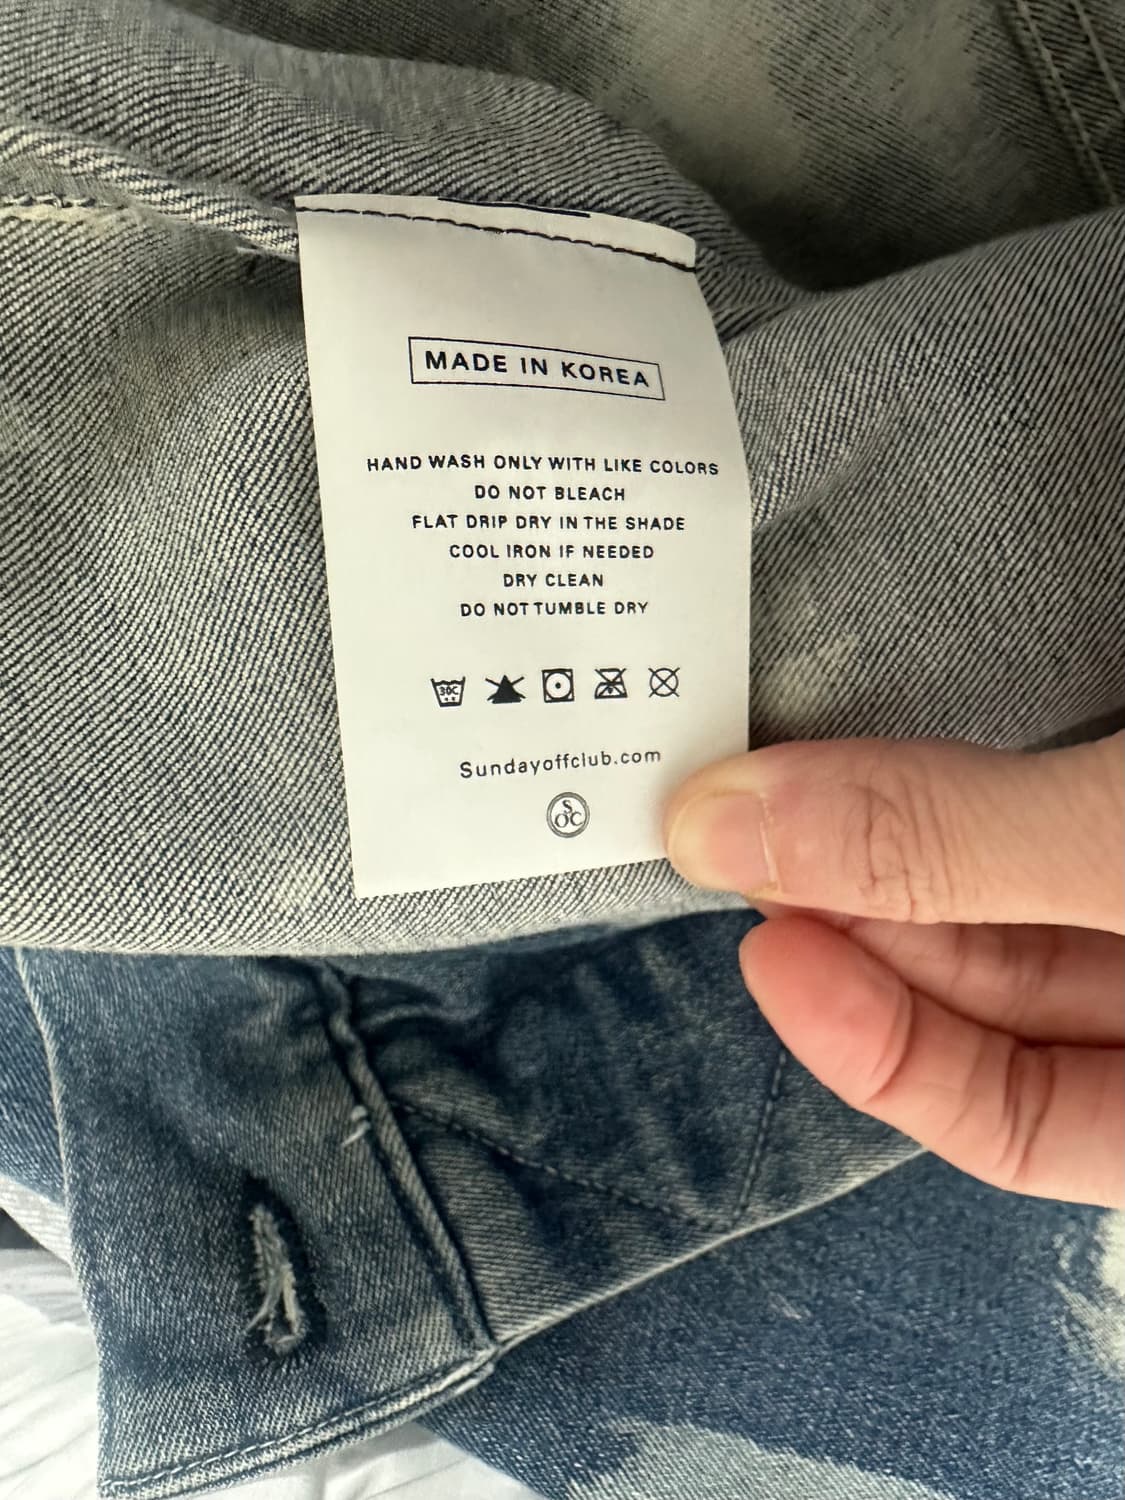 MADE IN KOREA
HAND WASH ONLY WITH LIKE COLORS
DO NOT BLEACH
FLAT DRIP DRY IN THE SHADE
COOL IRON IF NEEDED
DRY CLEAN
DO NOT TUMBLE DRY
30C
Sundayoffclub.com
S
OC